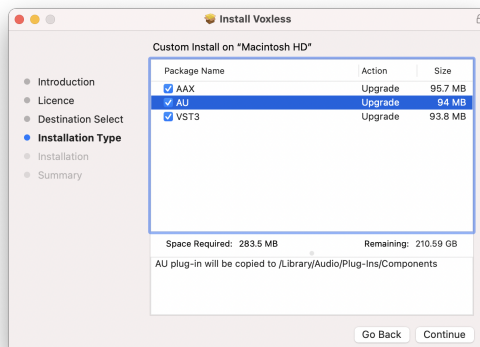 Install Voxless
Custom Install on “Macintosh HD”
Package Name Action Size
AAX Upgrade 95.7 MB
AU Upgrade 94 MB
VST3 Upgrade 93.8 MB
Introduction
Licence
Destination Select
Installation Type
Installation
Summary
Space Required: 283.5 MB Remaining: 210.59 GB
AU plug-in will be copied to /Library/Audio/Plug-Ins/Components
Go Back Continue